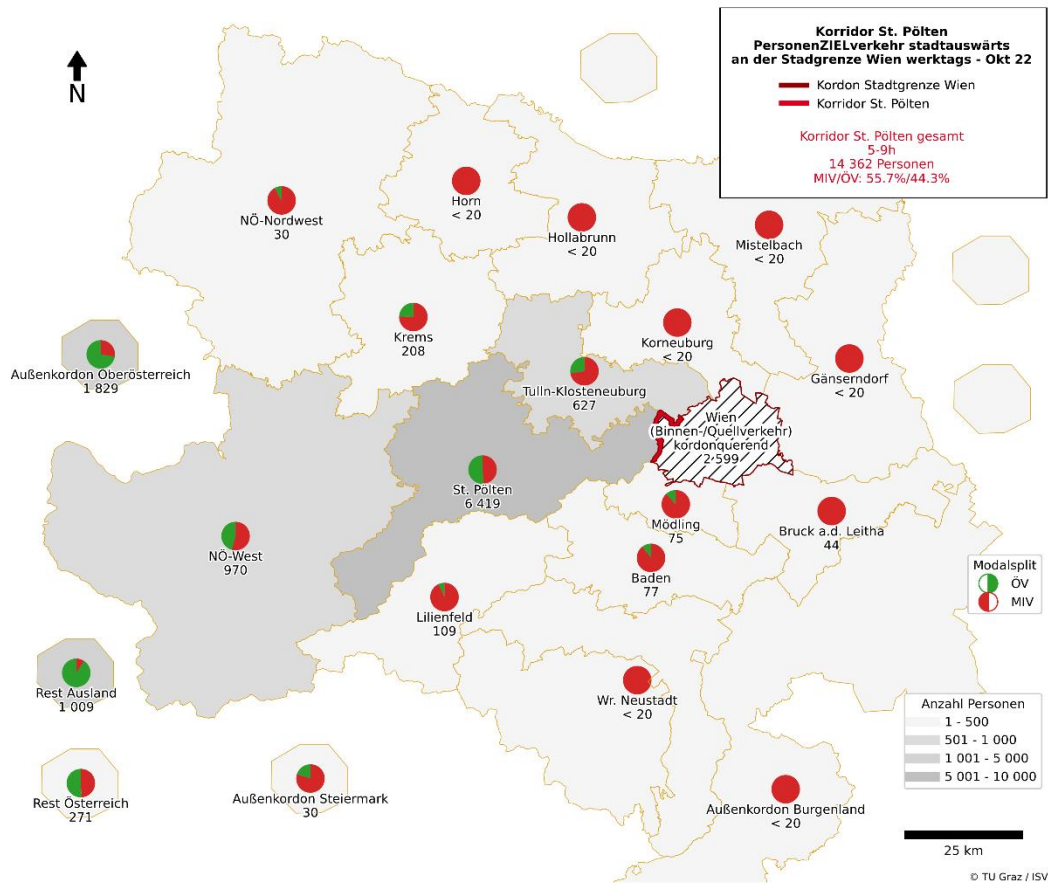 Korridor St. Pölten
PersonenZIELverkehr stadtauswärts
an der Stadgrenze Wien werktags - Okt 22
Kordon Stadtgrenze Wien
Korridor St. Pölten
Korridor St. Pölten gesamt
5-9h
14 362 Personen
MIV/ÖV: 55.7%/44.3%
N
NÖ-Nordwest
30
Horn
< 20
Hollabrunn
< 20
Mistelbach
< 20
Krems
208
Korneuburg
< 20
Außenkordon Oberösterreich
1 829
Tulln-Klosteneuburg
627
Gänserndorf
< 20
Wien
(Binnen-/Quellverkehr)
kordonquerend
2 599
St. Pölten
6 419
Mödling
75
Bruck a.d. Leitha
44
NÖ-West
970
Baden
77
Lilienfeld
109
Modalsplit
ÖV
MIV
Rest Ausland
1 009
Wr. Neustadt
< 20
Anzahl Personen
1 - 500
501 - 1 000
1 001 - 5 000
5 001 - 10 000
Rest Österreich
271
Außenkordon Steiermark
30
Außenkordon Burgenland
< 20
25 km
© TU Graz / ISV